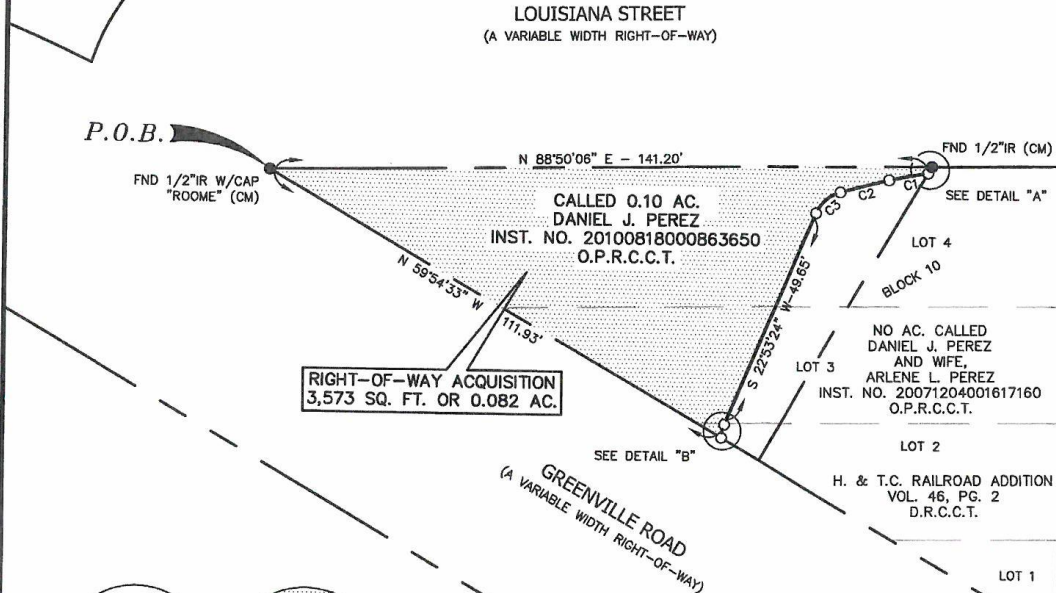 LOUISIANA STREET
(A VARIABLE WIDTH RIGHT-OF-WAY)
P.O.B.
FND 1/2"IR W/CAP
"ROOME" (CM)
N 88°50'06" E - 141.20'
FND 1/2"IR (CM)
SEE DETAIL "A"
C1
C2
C3
CALLED 0.10 AC.
DANIEL J. PEREZ
INST. NO. 20100818000863650
O.P.R.C.C.T.
LOT 4
BLOCK 10
N 59°54'33" W
111.93'
S 22°53'24" W-49.65'
LOT 3
NO AC. CALLED
DANIEL J. PEREZ
AND WIFE,
ARLENE L. PEREZ
INST. NO. 20071204001617160
O.P.R.C.C.T.
RIGHT-OF-WAY ACQUISITION
3,573 SQ. FT. OR 0.082 AC.
SEE DETAIL "B"
LOT 2
H. & T.C. RAILROAD ADDITION
VOL. 46, PG. 2
D.R.C.C.T.
GREENVILLE ROAD
(A VARIABLE WIDTH RIGHT-OF-WAY)
LOT 1